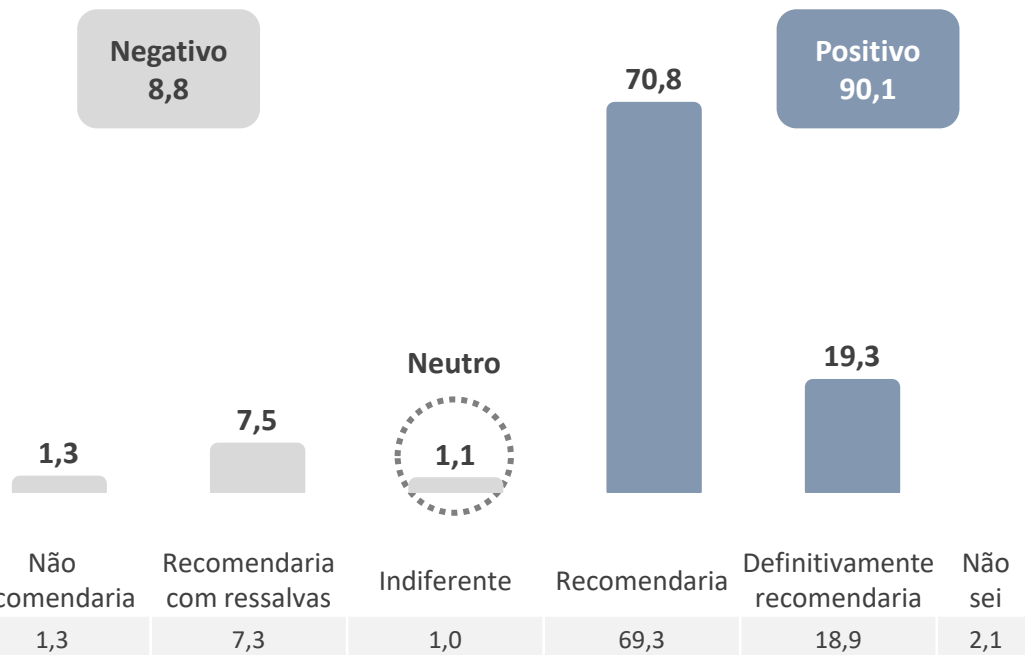 Negativo
8,8
Positivo
90,1
70,8
19,3
Neutro
7,5
1,3
1,1
Não
comendaria
Recomendaria
com ressalvas
Indiferente
Recomendaria
Definitivamente
recomendaria
Não
sei
1,3
7,3
1,0
69,3
18,9
2,1